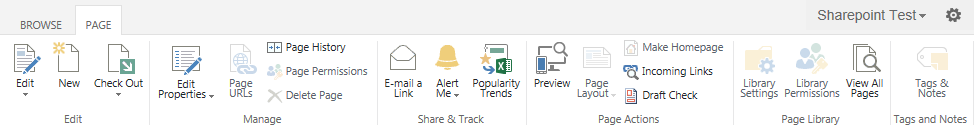 BROWSE
PAGE
Sharepoint Test
Edit
New
Check Out
Edit
Edit
Properties
Page
URLs
Page History
Page Permissions
Delete Page
Manage
E-mail a
Link
Alert
Me
Popularity
Trends
Share & Track
Preview
Page
Layout
Make Homepage
Incoming Links
Draft Check
Page Actions
Library
Settings
Library
Permissions
View All
Pages
Page Library
Tags &
Notes
Tags and Notes